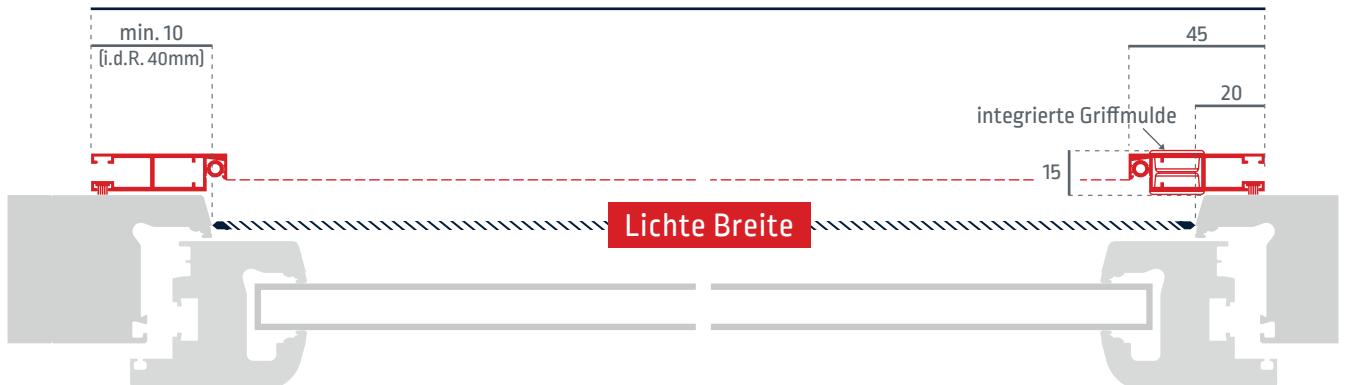 min. 10
(i.d.R. 40mm)
45
20
integrierte Griffmulde
15
Lichte Breite